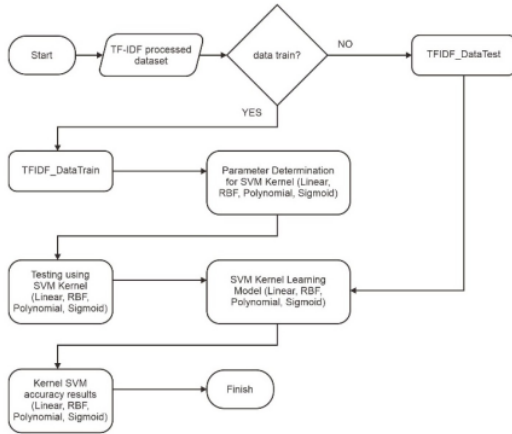 Start
TF-IDF processed
dataset
data train?
NO
TFIDF_DataTest
YES
TFIDF_DataTrain
Parameter Determination
for SVM Kernel (Linear,
RBF, Polynomial, Sigmoid)
Testing using
SVM Kernel
(Linear, RBF,
Polynomial, Sigmoid)
SVM Kernel Learning
Model (Linear, RBF,
Polynomial, Sigmoid)
Kernel SVM
accuracy results
(Linear, RBF,
Polynomial, Sigmoid)
Finish